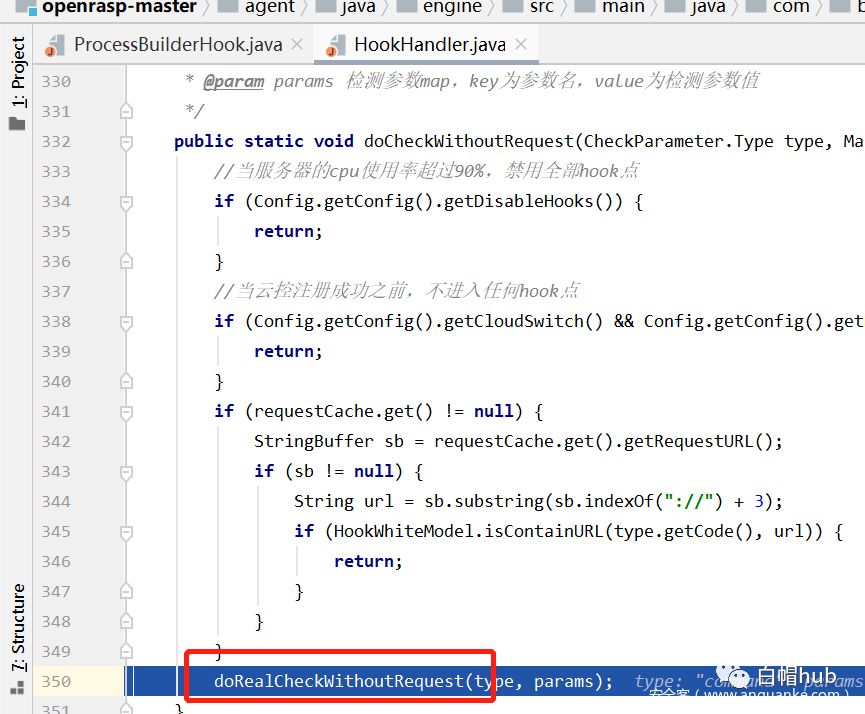 openrasp-master agent java engine src main java com
ProcessBuilderHook.java HookHandler.java
1: Project
7: Structure
330 * @param params 检测参数map，key为参数名，value为检测参数值
331 */
332 public static void doCheckWithoutRequest(CheckParameter.Type type, Ma
333 //当服务器的cpu使用率超过90%，禁用全部hook点
334 if (Config.getConfig().getDisableHooks()) {
335 return;
336 }
337 //当云控注册成功之前，不进入任何hook点
338 if (Config.getConfig().getCloudSwitch() && Config.getConfig().get
339 return;
340 }
341 if (requestCache.get() != null) {
342 StringBuffer sb = requestCache.get().getRequestURL();
343 if (sb != null) {
344 String url = sb.substring(sb.indexOf("://") + 3);
345 if (HookWhiteModel.isContainURL(type.getCode(), url)) {
346 return;
347 }
348 }
349 }
350 doRealCheckWithoutRequest(type, params); type: "command" params
白帽hub
安全客（www.anquanke.com）
351 }